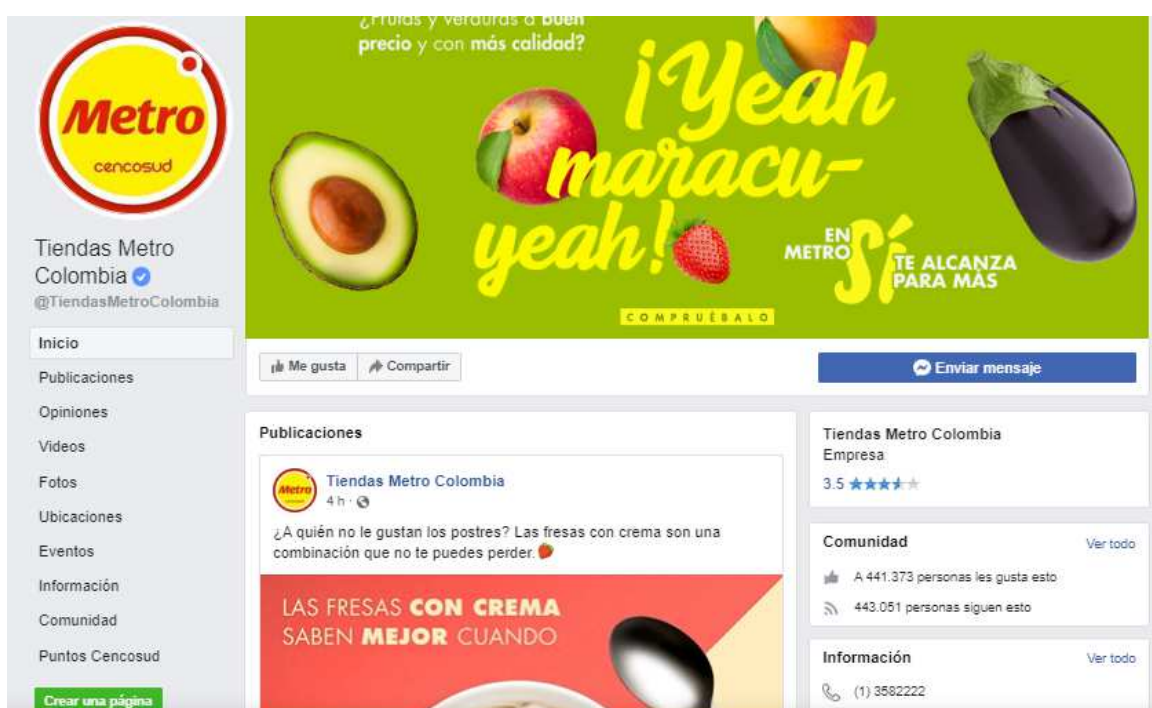 ¿Frutas y verduras a buen
precio y con más calidad?
¡Yeah
maracu-
yeah!
EN
METRO
SÍ
TE ALCANZA
PARA MÁS
COMPRUÉBALO
Metro
cencosud
Tiendas Metro
Colombia
@TiendasMetroColombia
Inicio
Publicaciones
Opiniones
Videos
Fotos
Ubicaciones
Eventos
Información
Comunidad
Puntos Cencosud
Crear una página
Me gusta
Compartir
Enviar mensaje
Publicaciones
Metro
Tiendas Metro Colombia
4 h ·
¿A quién no le gustan los postres? Las fresas con crema son una
combinación que no te puedes perder.
LAS FRESAS CON CREMA
SABEN MEJOR CUANDO
Tiendas Metro Colombia
Empresa
3.5
Comunidad
Ver todo
A 441.373 personas les gusta esto
443.051 personas siguen esto
Información
Ver todo
(1) 3582222